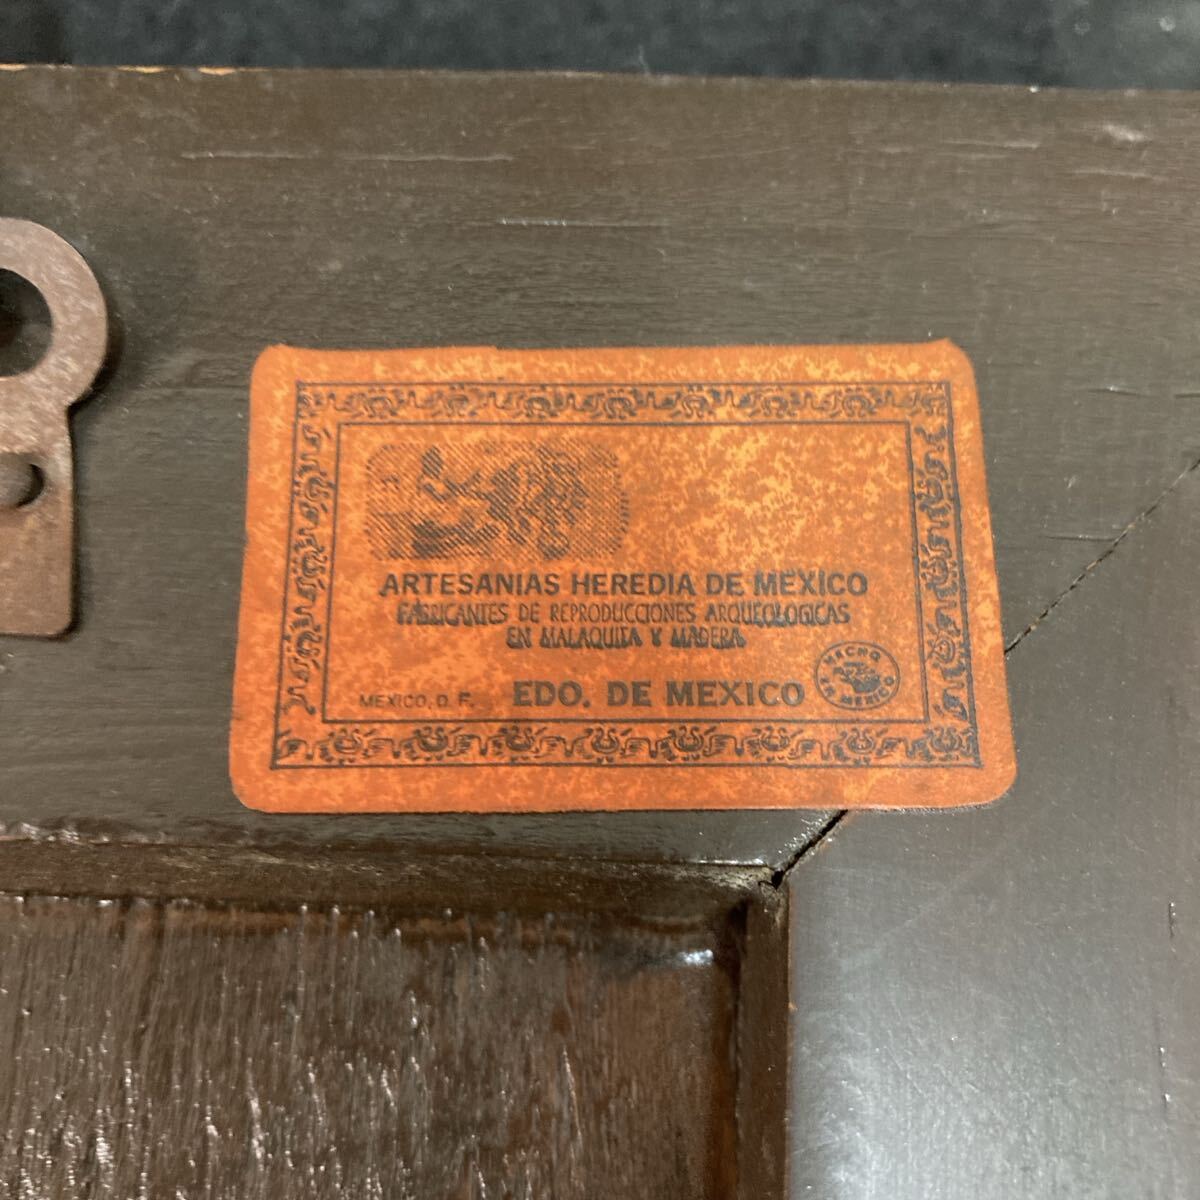 ARTESANIAS HEREDIA DE MEXICO
FABRICANTES DE REPRODUCCIONES ARQUEOLOGICAS
EN MALAQUITA Y MADERA
MEXICO, D. F. EDO. DE MEXICO
HECHO
EN MEXICO